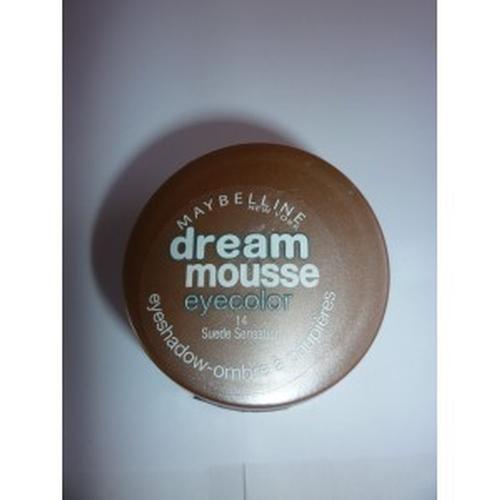 MAYBELLINE
NEW YORK
dream
mousse
eyecolor
14
Suede Sensation
eyeshadow-ombre à paupières